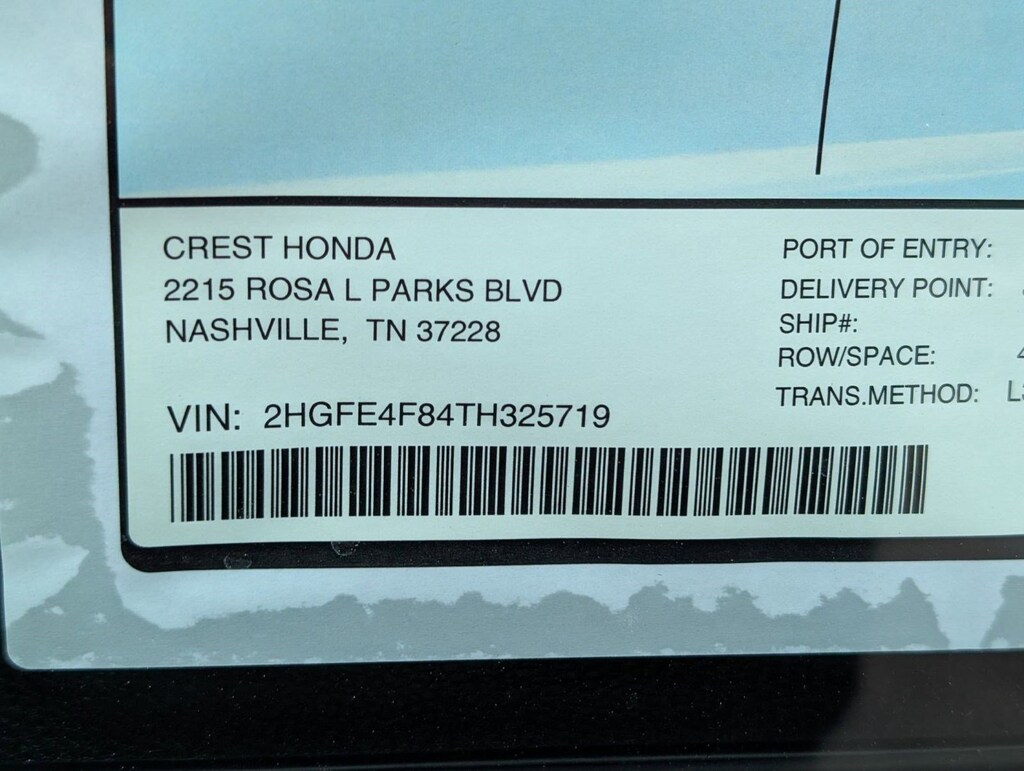 CREST HONDA
2215 ROSA L PARKS BLVD
NASHVILLE, TN 37228
VIN: 2HGFE4F84TH325719
PORT OF ENTRY:
DELIVERY POINT:
SHIP#:
ROW/SPACE: 4
TRANS.METHOD: L